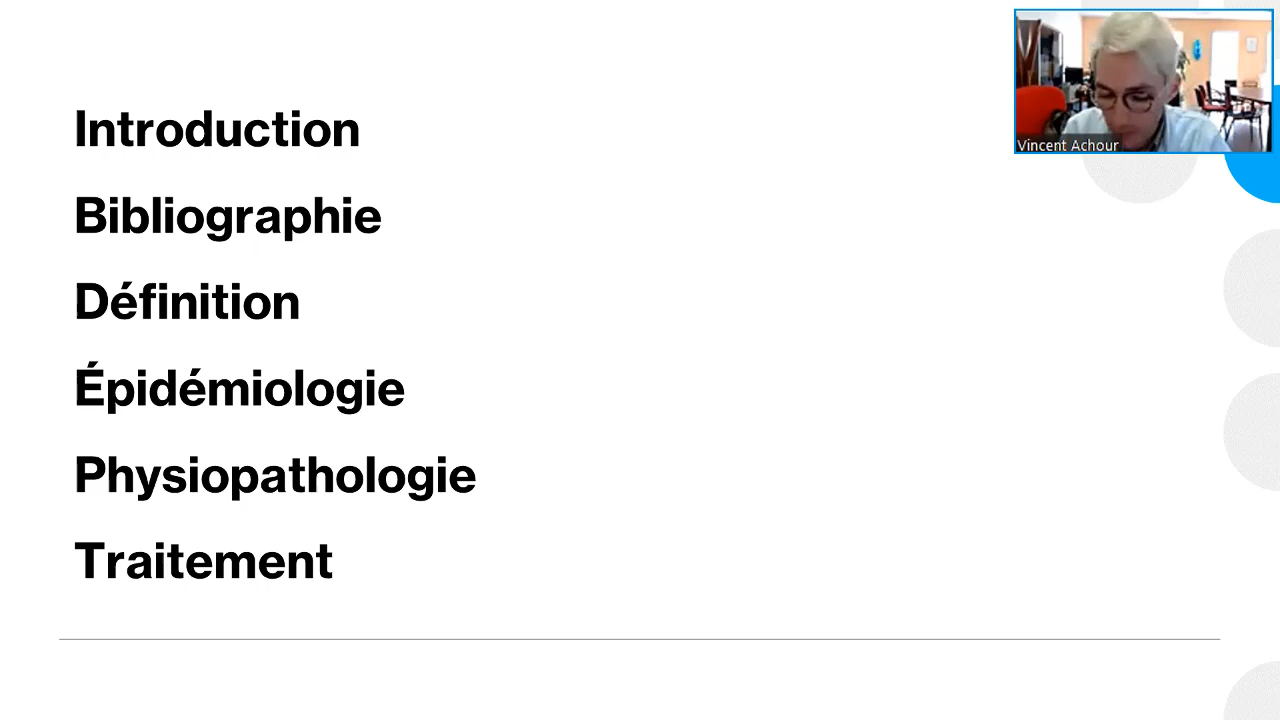 Introduction
Bibliographie
Définition
Épidémiologie
Physiopathologie
Traitement
Vincent Achour